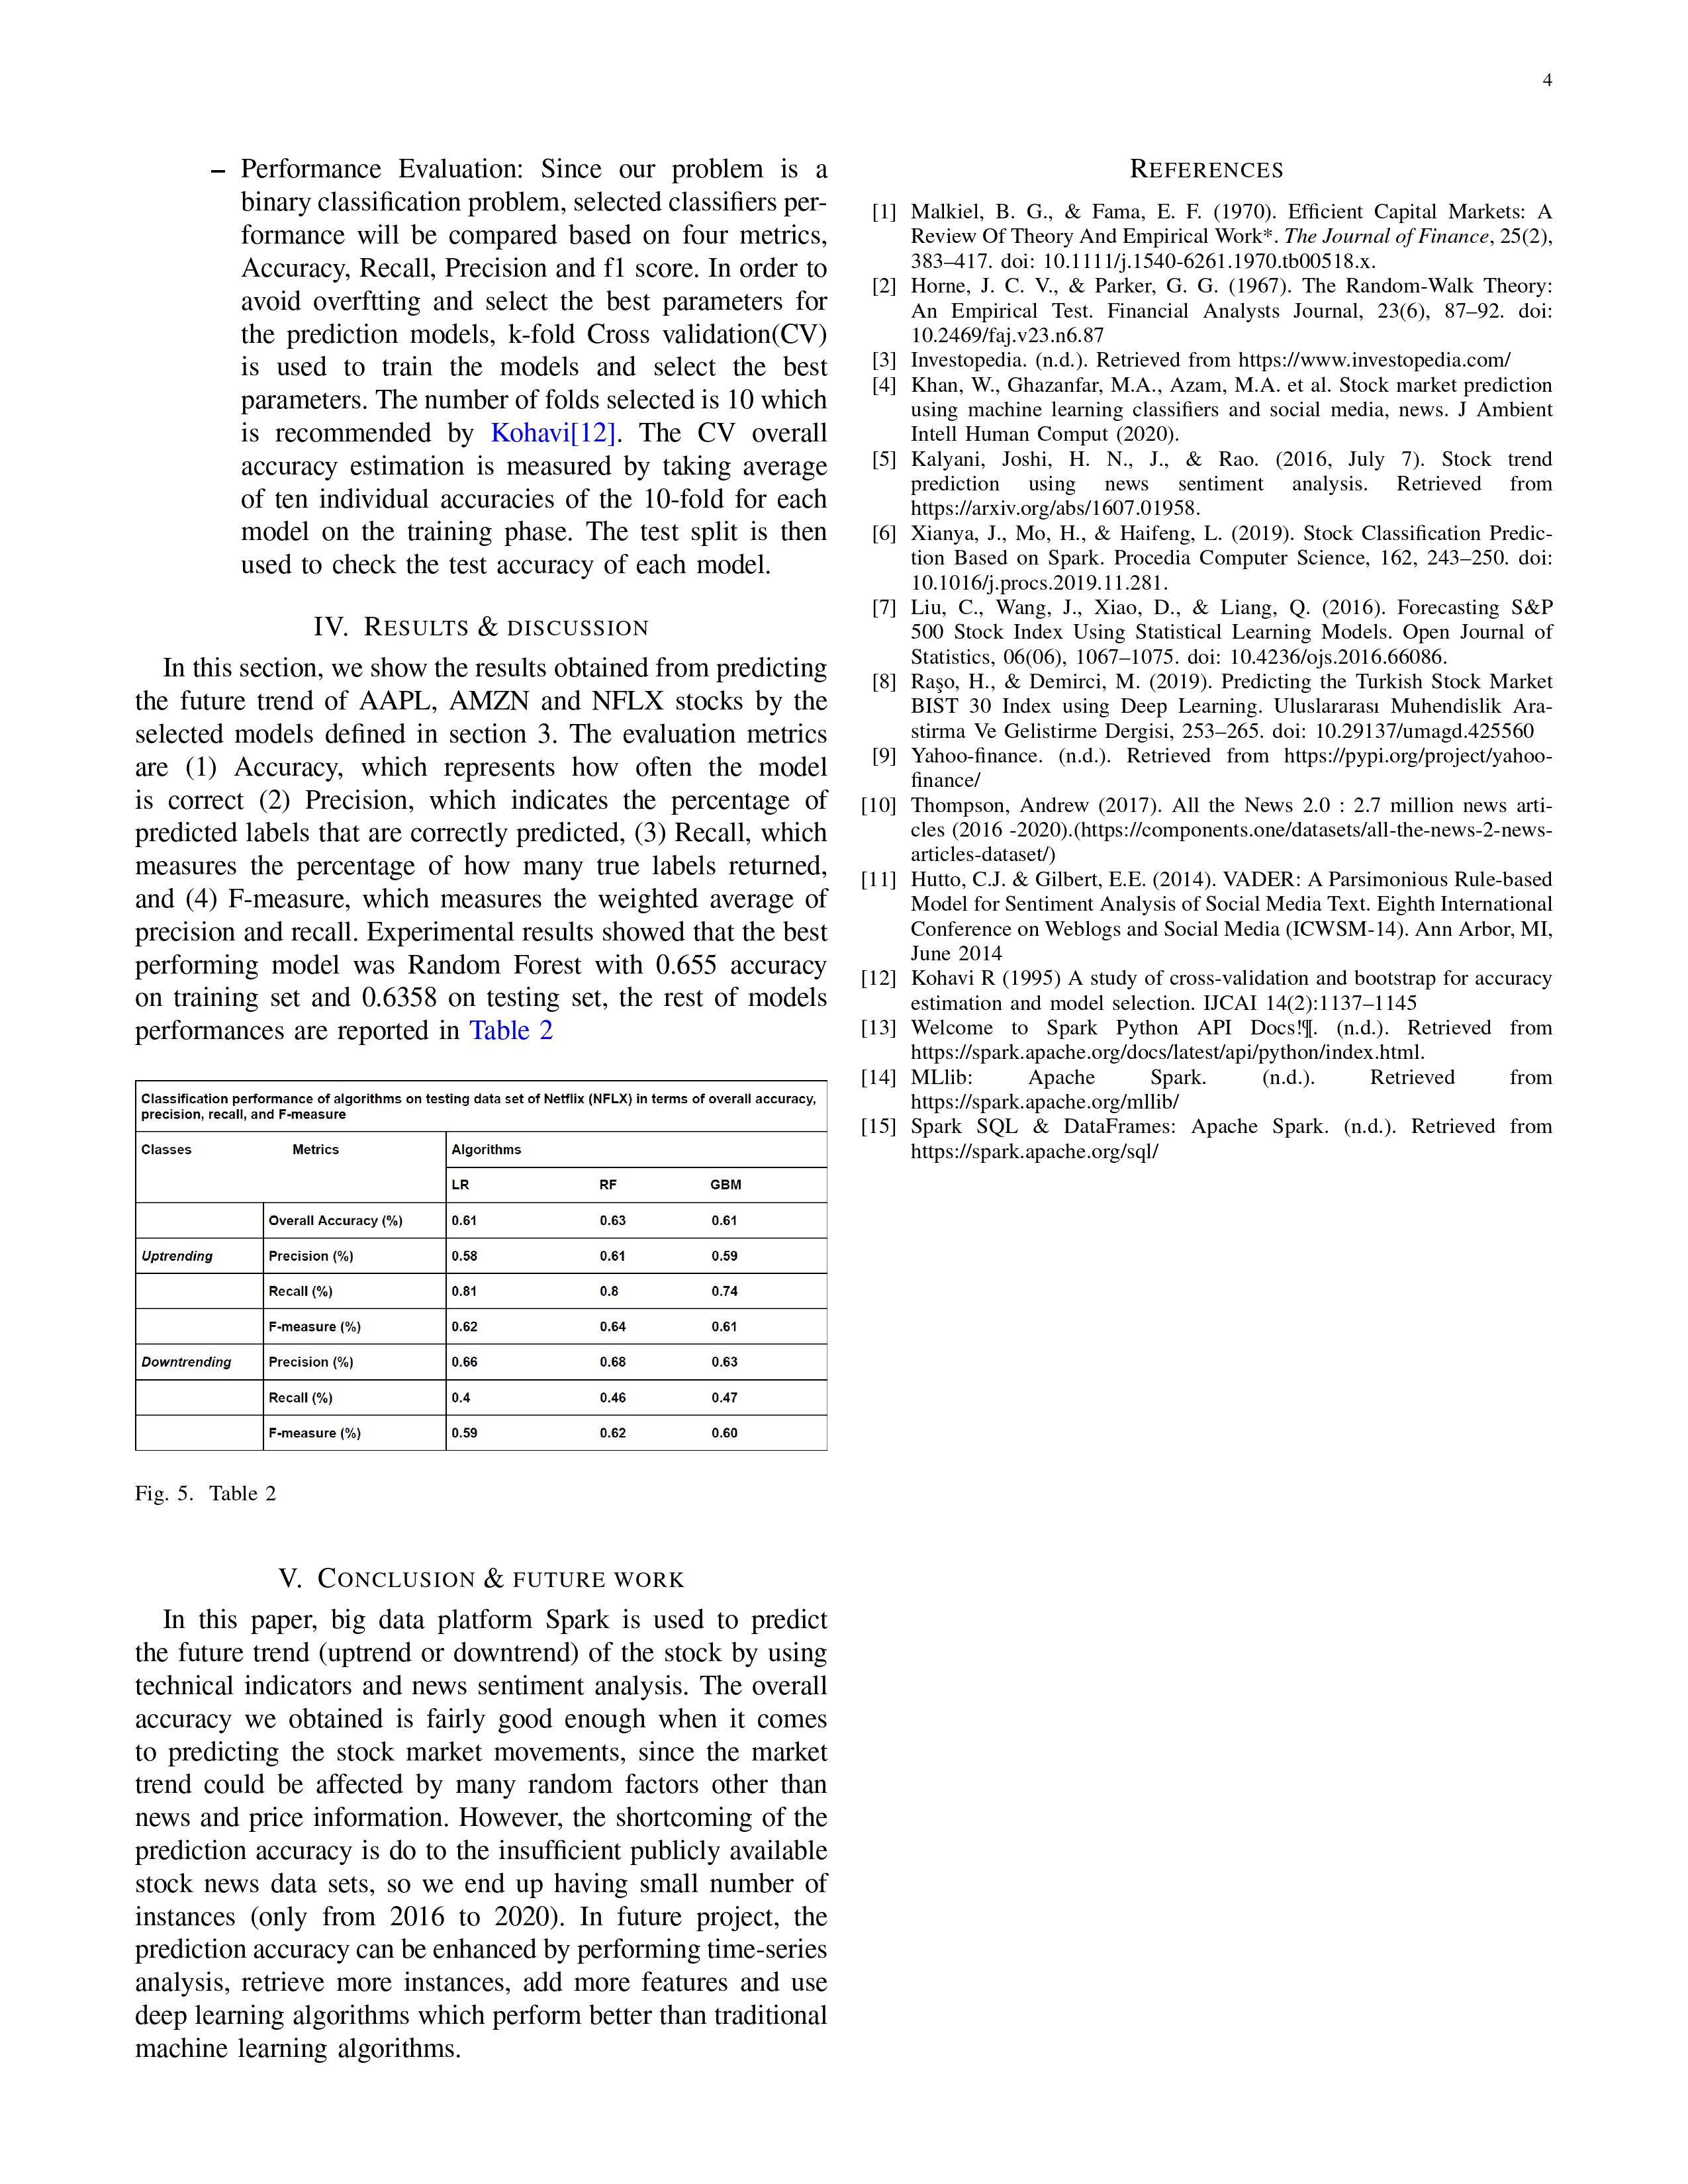 4
– Performance Evaluation: Since our problem is a
binary classification problem, selected classifiers per-
formance will be compared based on four metrics,
Accuracy, Recall, Precision and f1 score. In order to
avoid overftting and select the best parameters for
the prediction models, k-fold Cross validation(CV)
is used to train the models and select the best
parameters. The number of folds selected is 10 which
is recommended by Kohavi[12]. The CV overall
accuracy estimation is measured by taking average
of ten individual accuracies of the 10-fold for each
model on the training phase. The test split is then
used to check the test accuracy of each model.
IV. RESULTS & DISCUSSION
In this section, we show the results obtained from predicting
the future trend of AAPL, AMZN and NFLX stocks by the
selected models defined in section 3. The evaluation metrics
are (1) Accuracy, which represents how often the model
is correct (2) Precision, which indicates the percentage of
predicted labels that are correctly predicted, (3) Recall, which
measures the percentage of how many true labels returned,
and (4) F-measure, which measures the weighted average of
precision and recall. Experimental results showed that the best
performing model was Random Forest with 0.655 accuracy
on training set and 0.6358 on testing set, the rest of models
performances are reported in Table 2
Classification performance of algorithms on testing data set of Netflix (NFLX) in terms of overall accuracy,
precision, recall, and F-measure
Classes Metrics Algorithms
LR RF GBM
Overall Accuracy (%) 0.61 0.63 0.61
Uptrending Precision (%) 0.58 0.61 0.59
Recall (%) 0.81 0.8 0.74
F-measure (%) 0.62 0.64 0.61
Downtrending Precision (%) 0.66 0.68 0.63
Recall (%) 0.4 0.46 0.47
F-measure (%) 0.59 0.62 0.60
Fig. 5. Table 2
V. CONCLUSION & FUTURE WORK
In this paper, big data platform Spark is used to predict
the future trend (uptrend or downtrend) of the stock by using
technical indicators and news sentiment analysis. The overall
accuracy we obtained is fairly good enough when it comes
to predicting the stock market movements, since the market
trend could be affected by many random factors other than
news and price information. However, the shortcoming of the
prediction accuracy is do to the insufficient publicly available
stock news data sets, so we end up having small number of
instances (only from 2016 to 2020). In future project, the
prediction accuracy can be enhanced by performing time-series
analysis, retrieve more instances, add more features and use
deep learning algorithms which perform better than traditional
machine learning algorithms.
REFERENCES
[1] Malkiel, B. G., & Fama, E. F. (1970). Efficient Capital Markets: A
Review Of Theory And Empirical Work*. The Journal of Finance, 25(2),
383–417. doi: 10.1111/j.1540-6261.1970.tb00518.x.
[2] Horne, J. C. V., & Parker, G. G. (1967). The Random-Walk Theory:
An Empirical Test. Financial Analysts Journal, 23(6), 87–92. doi:
10.2469/faj.v23.n6.87
[3] Investopedia. (n.d.). Retrieved from https://www.investopedia.com/
[4] Khan, W., Ghazanfar, M.A., Azam, M.A. et al. Stock market prediction
using machine learning classifiers and social media, news. J Ambient
Intell Human Comput (2020).
[5] Kalyani, Joshi, H. N., J., & Rao. (2016, July 7). Stock trend
prediction using news sentiment analysis. Retrieved from
https://arxiv.org/abs/1607.01958.
[6] Xianya, J., Mo, H., & Haifeng, L. (2019). Stock Classification Predic-
tion Based on Spark. Procedia Computer Science, 162, 243–250. doi:
10.1016/j.procs.2019.11.281.
[7] Liu, C., Wang, J., Xiao, D., & Liang, Q. (2016). Forecasting S&P
500 Stock Index Using Statistical Learning Models. Open Journal of
Statistics, 06(06), 1067–1075. doi: 10.4236/ojs.2016.66086.
[8] Raşo, H., & Demirci, M. (2019). Predicting the Turkish Stock Market
BIST 30 Index using Deep Learning. Uluslararası Muhendislik Ara-
stirma Ve Gelistirme Dergisi, 253–265. doi: 10.29137/umagd.425560
[9] Yahoo-finance. (n.d.). Retrieved from https://pypi.org/project/yahoo-
finance/
[10] Thompson, Andrew (2017). All the News 2.0 : 2.7 million news arti-
cles (2016 -2020).(https://components.one/datasets/all-the-news-2-news-
articles-dataset/)
[11] Hutto, C.J. & Gilbert, E.E. (2014). VADER: A Parsimonious Rule-based
Model for Sentiment Analysis of Social Media Text. Eighth International
Conference on Weblogs and Social Media (ICWSM-14). Ann Arbor, MI,
June 2014
[12] Kohavi R (1995) A study of cross-validation and bootstrap for accuracy
estimation and model selection. IJCAI 14(2):1137–1145
[13] Welcome to Spark Python API Docs!¶. (n.d.). Retrieved from
https://spark.apache.org/docs/latest/api/python/index.html.
[14] MLlib: Apache Spark. (n.d.). Retrieved from
https://spark.apache.org/mllib/
[15] Spark SQL & DataFrames: Apache Spark. (n.d.). Retrieved from
https://spark.apache.org/sql/